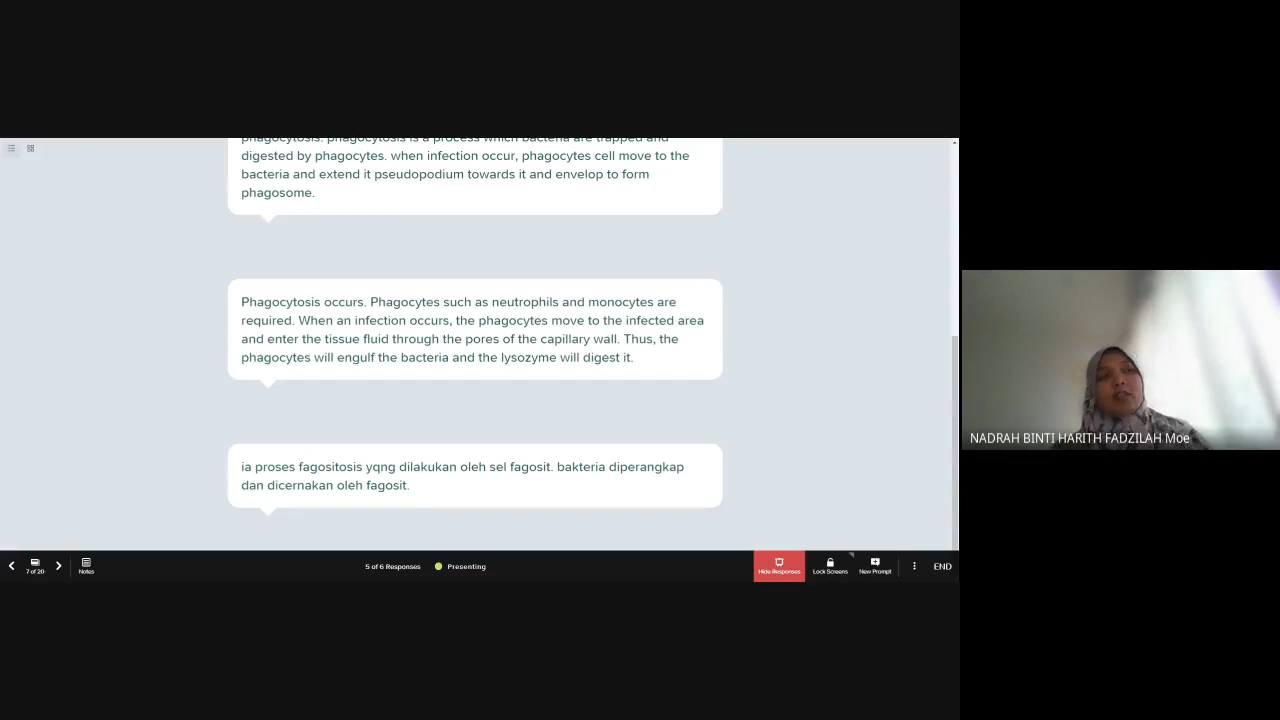 phagocytosis. phagocytosis is a process which bacteria are trapped and
digested by phagocytes. when infection occur, phagocytes cell move to the
bacteria and extend it pseudopodium towards it and envelop to form
phagosome.
Phagocytosis occurs. Phagocytes such as neutrophils and monocytes are
required. When an infection occurs, the phagocytes move to the infected area
and enter the tissue fluid through the pores of the capillary wall. Thus, the
phagocytes will engulf the bacteria and the lysozyme will digest it.
ia proses fagositosis yqng dilakukan oleh sel fagosit. bakteria diperangkap
dan dicernakan oleh fagosit.
NADRAH BINTI HARITH FADZILAH Moe
7 of 20
Notes
5 of 6 Responses
Presenting
Hide Responses
Lock Screens
New Prompt
END